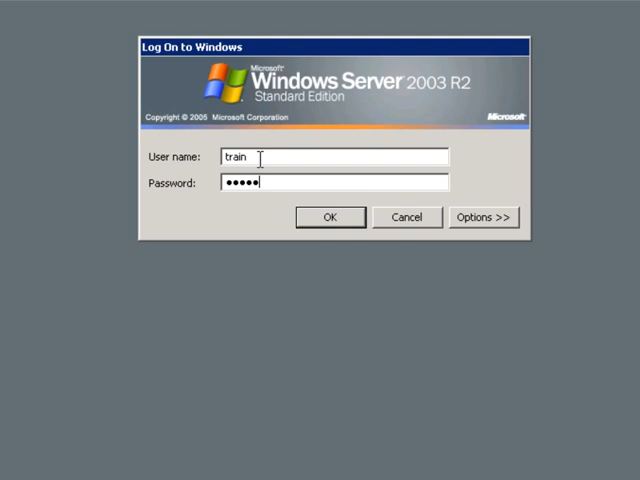 Log On to Windows
Microsoft
Windows Server 2003 R2
Standard Edition
Copyright © 2005 Microsoft Corporation
Microsoft
User name: train
Password: •••••
OK Cancel Options >>